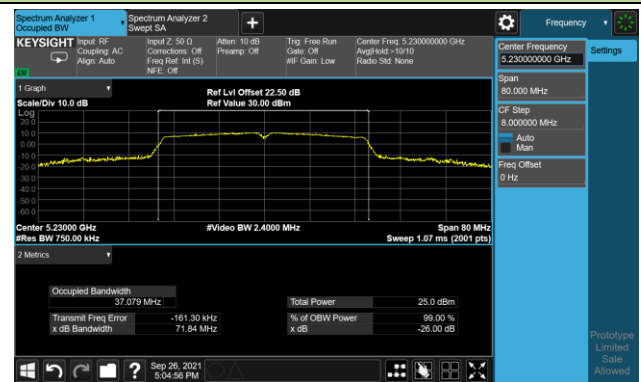 Spectrum Analyzer 1
Occupied BW
Spectrum Analyzer 2
Swept SA
Frequency
KEYSIGHT
Input: RF
Coupling: AC
Align: Auto
Input Z: 50 Ω
Corrections: Off
Freq Ref: Int (S)
NFE: Off
Atten: 10 dB
Preamp: Off
Trig: Free Run
Gate: Off
#IF Gain: Low
Center Freq: 5.230000000 GHz
Avg|Hold:>10/10
Radio Std: None
Center Frequency
5.230000000 GHz
Settings
Span
80.000 MHz
CF Step
8.000000 MHz
Auto
Man
Freq Offset
0 Hz
1 Graph
Scale/Div 10.0 dB
Ref Lvl Offset 22.50 dB
Ref Value 30.00 dBm
Log
20.0
10.0
0.00
-10.0
-20.0
-30.0
-40.0
-50.0
-60.0
Center 5.23000 GHz
#Res BW 750.00 kHz
#Video BW 2.4000 MHz
Span 80 MHz
Sweep 1.07 ms (2001 pts)
2 Metrics
Occupied Bandwidth
37.079 MHz
Total Power
25.0 dBm
Transmit Freq Error
-161.30 kHz
% of OBW Power
99.00 %
x dB Bandwidth
71.84 MHz
x dB
-26.00 dB
Prototype
Limited
Sale
Allowed
Sep 26, 2021
5:04:56 PM